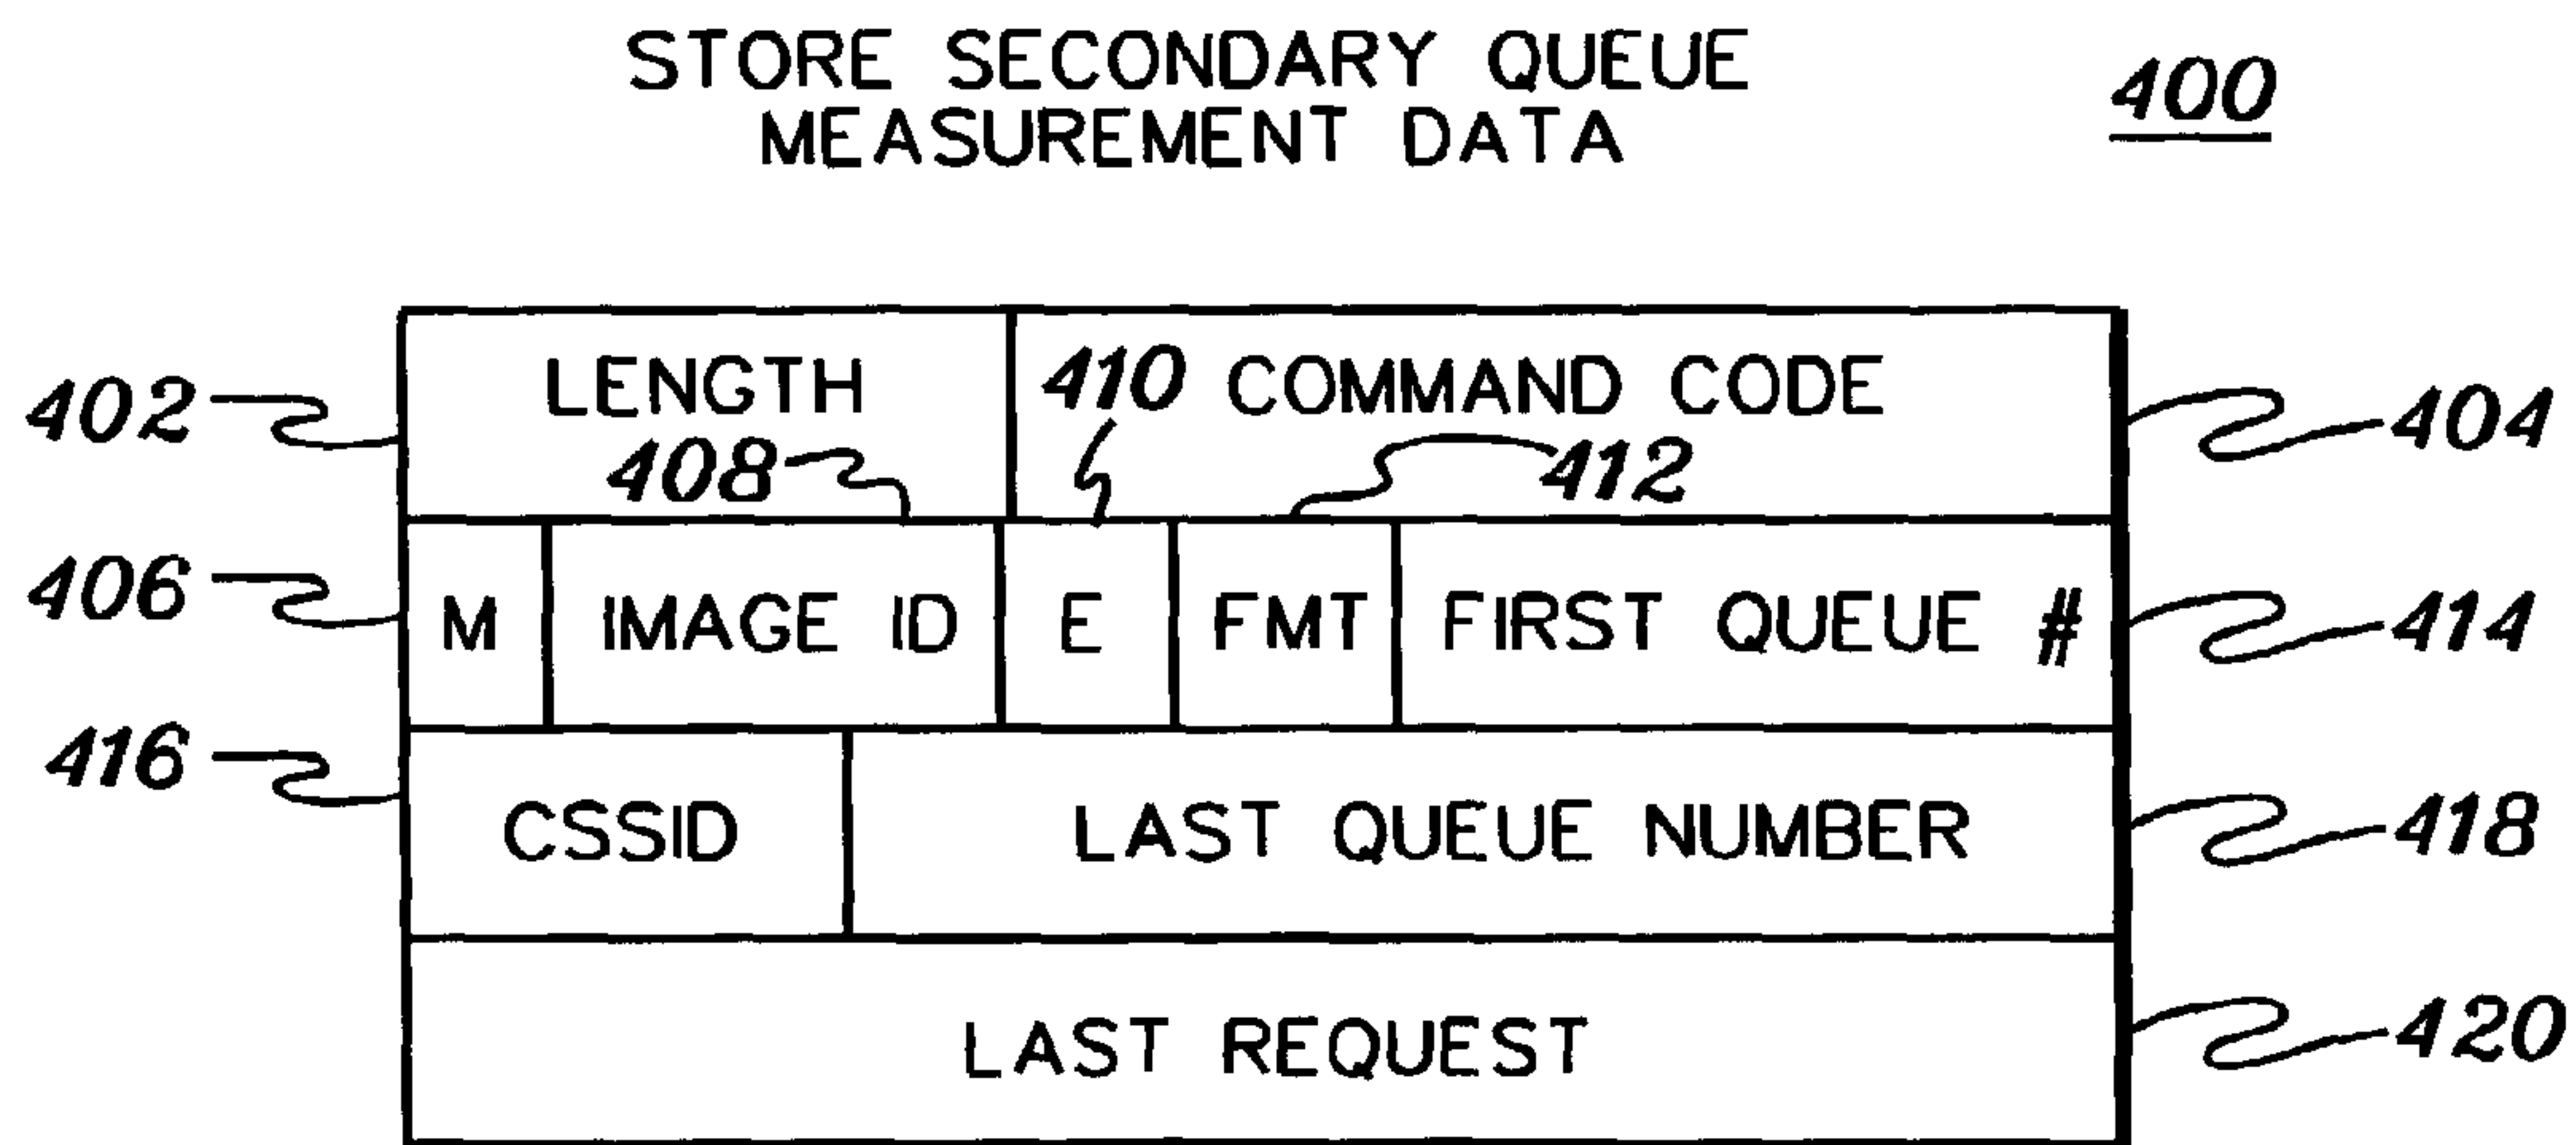 STORE SECONDARY QUEUE
MEASUREMENT DATA
400
402
LENGTH
410
COMMAND CODE
404
408
412
406
M
IMAGE ID
E
FMT
FIRST QUEUE #
414
416
CSSID
LAST QUEUE NUMBER
418
LAST REQUEST
420